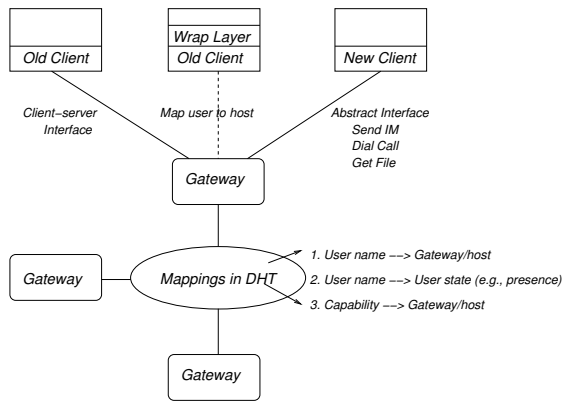 Wrap Layer
Old Client
Old Client
New Client
Client−server
Interface
Map user to host
Abstract Interface
Send IM
Dial Call
Get File
Gateway
1. User name −−> Gateway/host
Gateway
Mappings in DHT
2. User name −−> User state (e.g., presence)
3. Capability −−> Gateway/host
Gateway